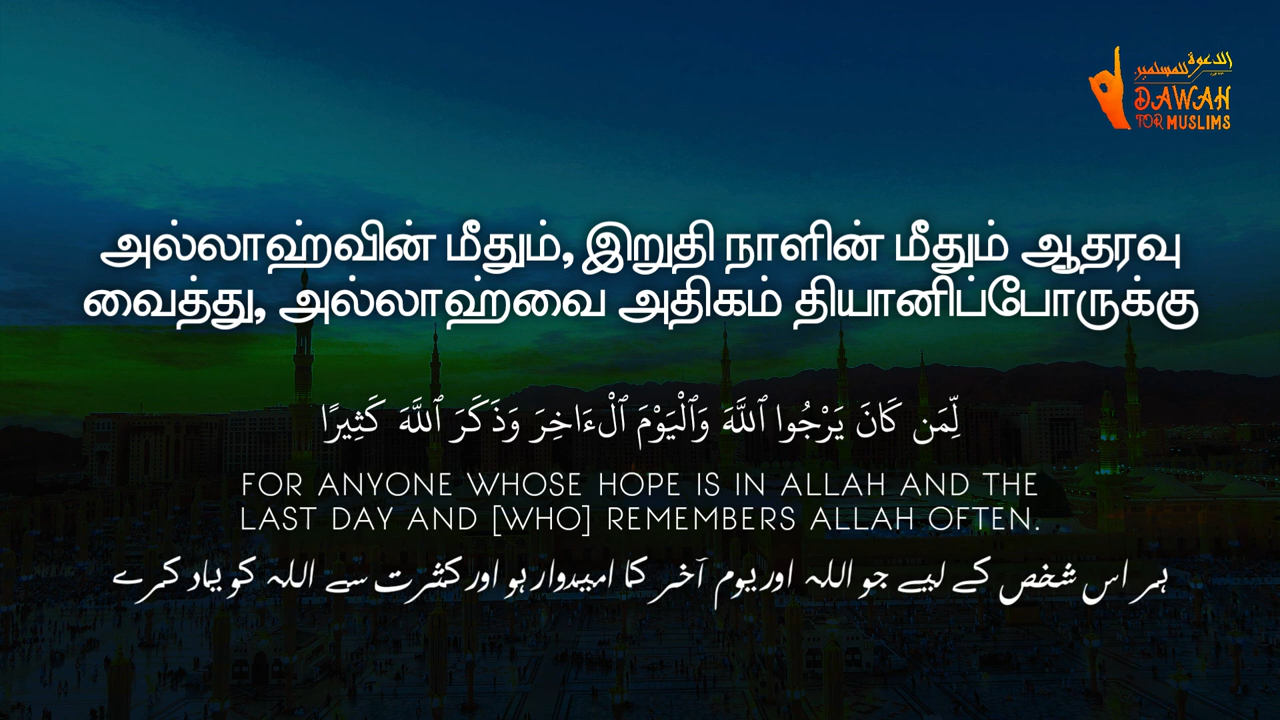 الدعوة للمسلمين
DAWAH
FOR MUSLIMS
அல்லாஹ்வின் மீதும், இறுதி நாளின் மீதும் ஆதரவு
வைத்து, அல்லாஹ்வை அதிகம் தியானிப்போருக்கு
لِّمَن كَانَ يَرْجُوا ٱللَّهَ وَٱلْيَوْمَ ٱلْءَاخِرَ وَذَكَرَ ٱللَّهَ كَثِيرًا
FOR ANYONE WHOSE HOPE IS IN ALLAH AND THE
LAST DAY AND [WHO] REMEMBERS ALLAH OFTEN.
ہر اس شخص کے لیے جو اللہ اور یوم آخر کا امیدوار ہو اور کثرت سے اللہ کو یاد کرے